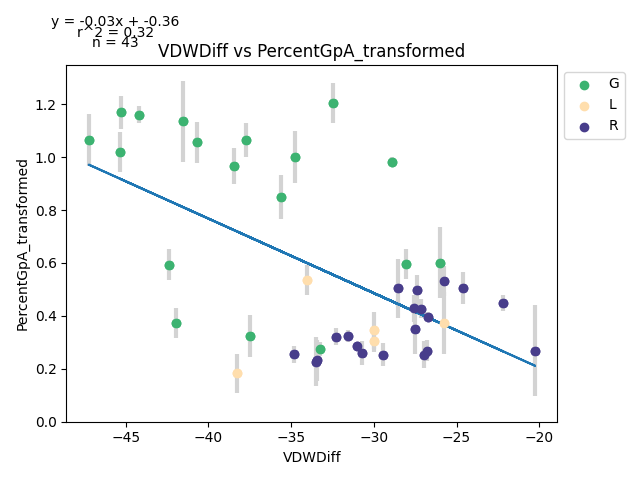 y = -0.03x + -0.36
r^2 = 0.32
n = 43
VDWDiff vs PercentGpA_transformed
G
L
R
PercentGpA_transformed
1.2
1.0
0.8
0.6
0.4
0.2
0.0
−45 −40 −35 −30 −25 −20
VDWDiff